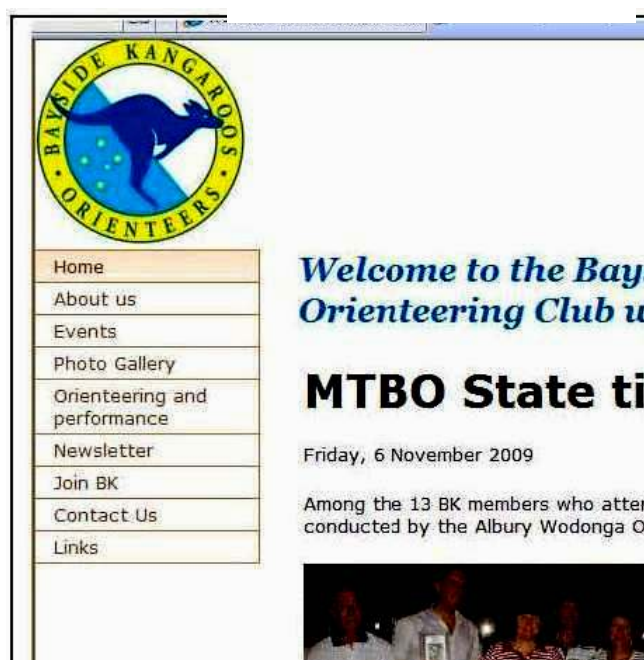 BAYSIDE KANGAROOS
ORIENTEERS
Home
About us
Events
Photo Gallery
Orienteering and
performance
Newsletter
Join BK
Contact Us
Links
Welcome to the Bay
Orienteering Club
MTBO State ti
Friday, 6 November 2009
Among the 13 BK members who atten
conducted by the Albury Wodonga O